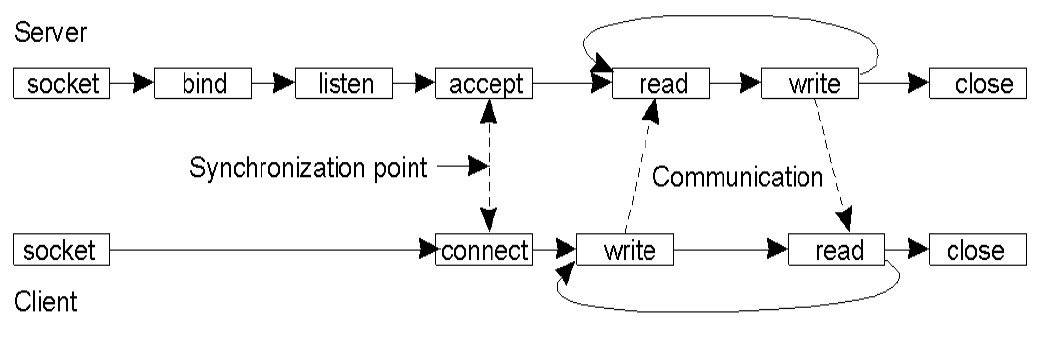 Server
socket bind listen accept read write close
Synchronization point
Communication
socket connect write read close
Client